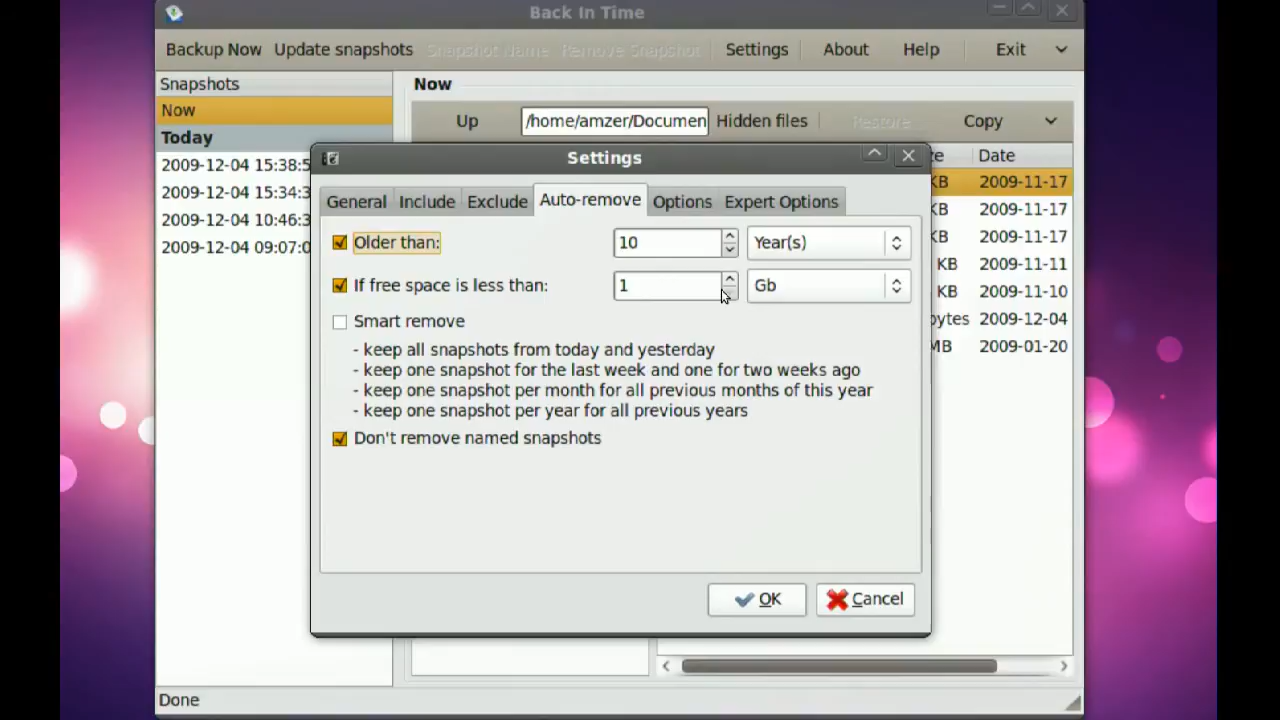 Back In Time
Backup Now Update snapshots Snapshot Name Remove Snapshot Settings About Help Exit
Snapshots
Now
Now
Today
2009-12-04 15:38:5
2009-12-04 15:34:3
2009-12-04 10:46:3
2009-12-04 09:07:0
Up /home/amzer/Documen Hidden files Restore Copy
Date
KB 2009-11-17
KB 2009-11-17
KB 2009-11-17
KB 2009-11-11
KB 2009-11-10
bytes 2009-12-04
MB 2009-01-20
Settings
General Include Exclude Auto-remove Options Expert Options
Older than: 10 Year(s)
If free space is less than: 1 Gb
Smart remove
- keep all snapshots from today and yesterday
- keep one snapshot for the last week and one for two weeks ago
- keep one snapshot per month for all previous months of this year
- keep one snapshot per year for all previous years
Don't remove named snapshots
OK Cancel
Done